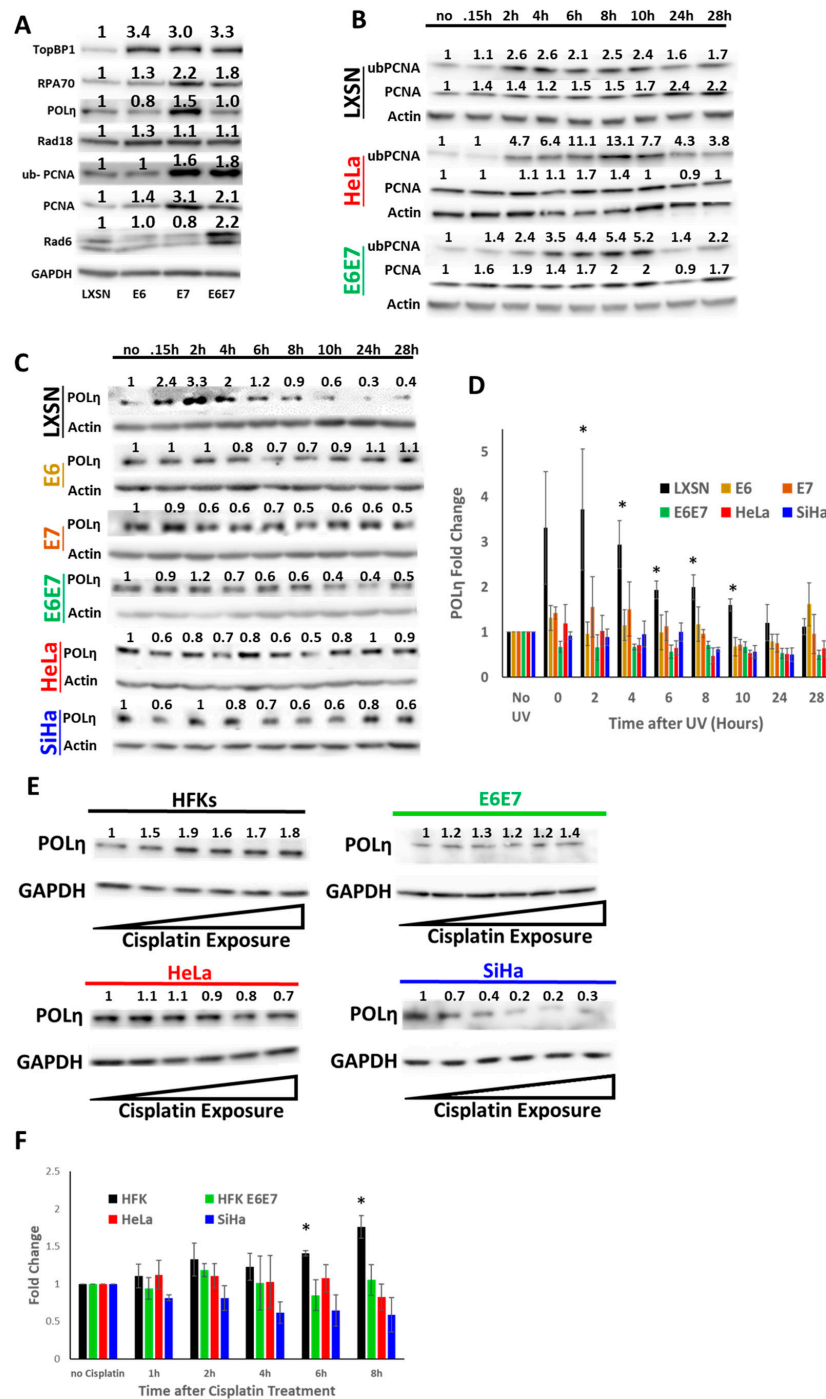 A
1 3.4 3.0 3.3
TopBP1
1 1.3 2.2 1.8
RPA70
1 0.8 1.5 1.0
POLη
1 1.3 1.1 1.1
Rad18
1 1 1.6 1.8
ub- PCNA
1 1.4 3.1 2.1
PCNA
1 1.0 0.8 2.2
Rad6
GAPDH
LXSN E6 E7 E6E7
B
no .15h 2h 4h 6h 8h 10h 24h 28h
LXSN
1 1.1 2.6 2.6 2.1 2.5 2.4 1.6 1.7
ubPCNA
1 1.4 1.4 1.2 1.5 1.5 1.7 2.4 2.2
PCNA
Actin
HeLa
1 1 4.7 6.4 11.1 13.1 7.7 4.3 3.8
ubPCNA
1 1 1.1 1.1 1.7 1.4 1 0.9 1
PCNA
Actin
E6E7
1 1.4 2.4 3.5 4.4 5.4 5.2 1.4 2.2
ubPCNA
1 1.6 1.9 1.4 1.7 2 2 0.9 1.7
PCNA
Actin
C
no .15h 2h 4h 6h 8h 10h 24h 28h
LXSN
1 2.4 3.3 2 1.2 0.9 0.6 0.3 0.4
POLη
Actin
E6
1 1 1 0.8 0.7 0.7 0.9 1.1 1.1
POLη
Actin
E7
1 0.9 0.6 0.6 0.7 0.5 0.6 0.6 0.5
POLη
Actin
E6E7
1 0.9 1.2 0.7 0.6 0.6 0.4 0.4 0.5
POLη
Actin
HeLa
1 0.6 0.8 0.7 0.8 0.6 0.5 0.8 1 0.9
POLη
Actin
SiHa
1 0.6 1 0.8 0.7 0.6 0.6 0.8 0.6
POLη
Actin
D
POLη Fold Change
5
4
3
2
1
0
* * * * * *
LXSN E6 E7
E6E7 HeLa SiHa
No UV 0 2 4 6 8 10 24 28
Time after UV (Hours)
E
HFKs
1 1.5 1.9 1.6 1.7 1.8
POLη
GAPDH
Cisplatin Exposure
E6E7
1 1.2 1.3 1.2 1.2 1.4
POLη
GAPDH
Cisplatin Exposure
HeLa
1 1.1 1.1 0.9 0.8 0.7
POLη
GAPDH
Cisplatin Exposure
SiHa
1 0.7 0.4 0.2 0.2 0.3
POLη
GAPDH
Cisplatin Exposure
F
Fold Change
2.5
2
1.5
1
0.5
0
HFK HFK E6E7
HeLa SiHa
* *
no Cisplatin 1h 2h 4h 6h 8h
Time after Cisplatin Treatment